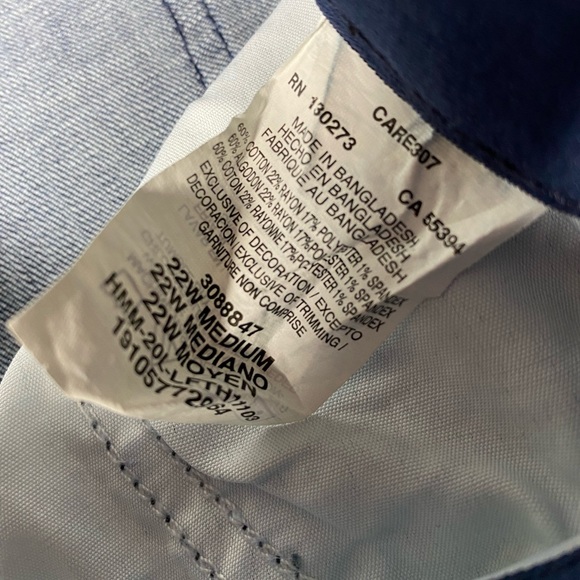 RN 130273
CARE307
CA 55394
MADE IN BANGLADESH
HECHO EN BANGLADESH
FABRIQUE AU BANGLADESH
60% COTTON 22% RAYON 17% POLYESTER 1% SPANDEX
60% ALGODON 22% RAYON 17% POLIESTER 1% SPANDEX
60% COTON 22% RAYONNE 17% POLYESTER 1% SPANDEX
EXCLUSIVE OF DECORATION / EXCEPTO
DECORACION EXCLUSIVE OF TRIMMING /
GARNITURE NON COMPRISE
3088847
22W MEDIUM
22W MEDIANO
22W MOYEN